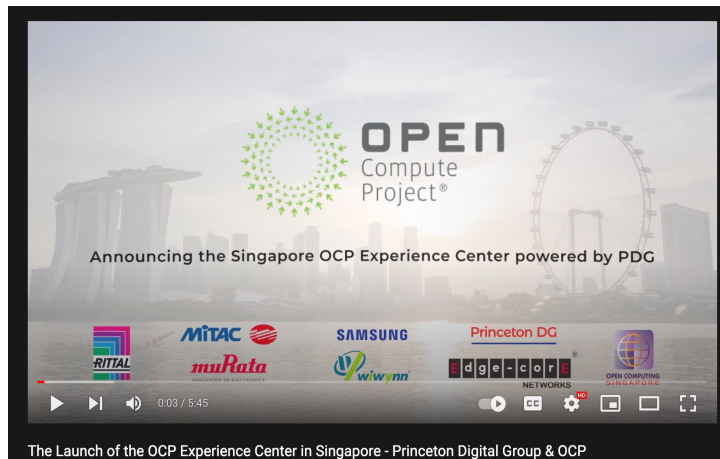 OPEN
Compute
Project®
Announcing the Singapore OCP Experience Center powered by PDG
RITTAL
MiTAC
SAMSUNG
Princeton DG
muRata
INNOVATOR IN ELECTRONICS
wiwynn
Edge-corE®
NETWORKS
OPEN COMPUTING
SINGAPORE
0:03 / 5:45
CC
HD
The Launch of the OCP Experience Center in Singapore - Princeton Digital Group & OCP